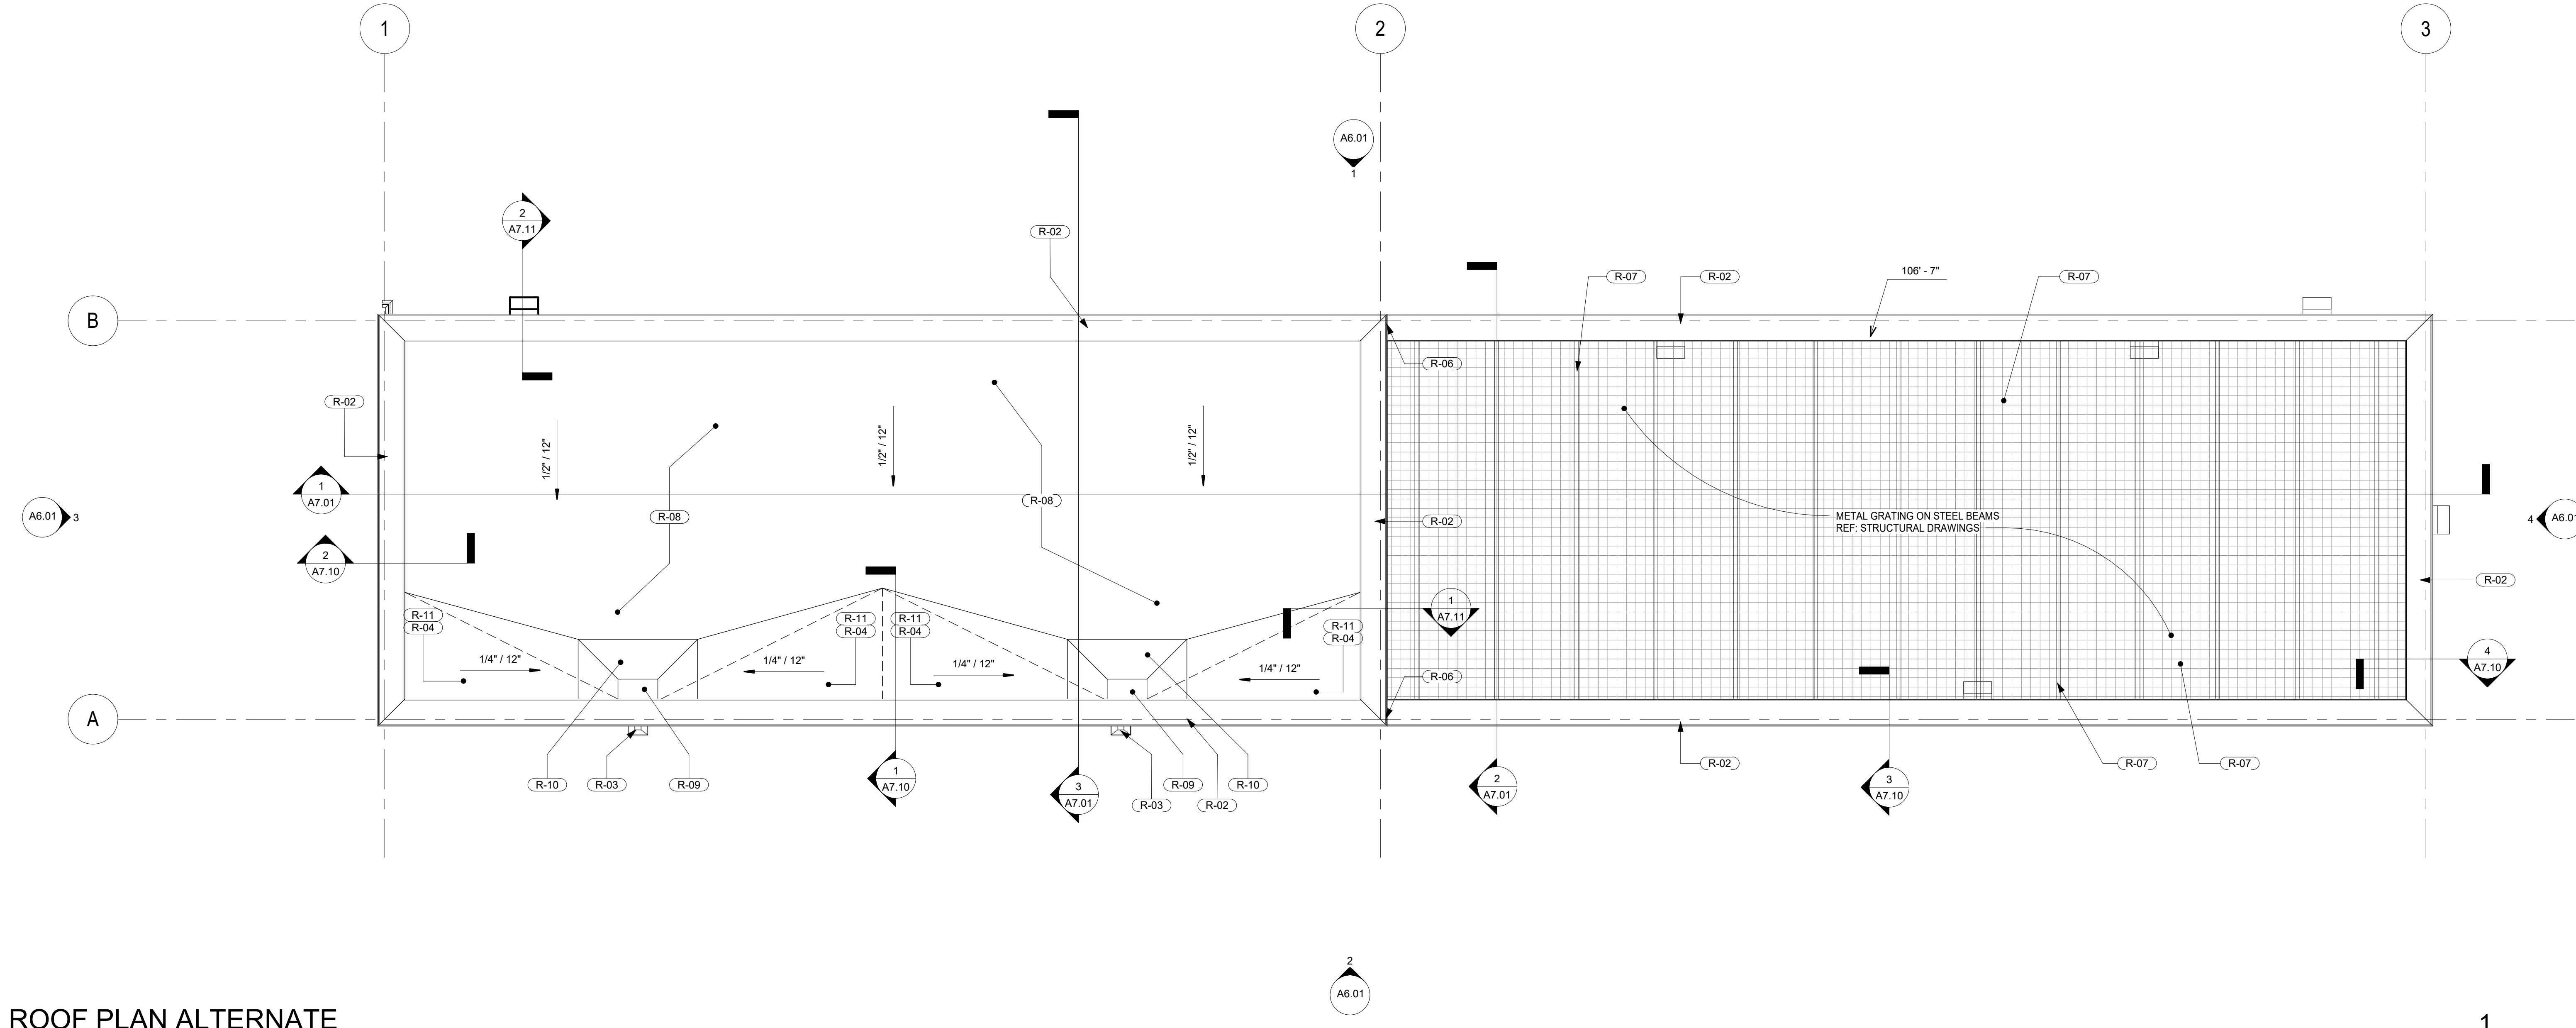 1
2
3
A6.01
1
2
A7.11
R-02
R-07
R-02
106' - 7"
R-07
B
R-06
R-02
1/2" / 12"
1/2" / 12"
1/2" / 12"
1
A7.01
R-08
R-08
A6.01
3
R-02
METAL GRATING ON STEEL BEAMS
REF: STRUCTURAL DRAWINGS
4
A6.01
2
A7.10
R-02
1
A7.11
R-11
R-04
R-11
R-04
R-11
R-04
R-11
R-04
1/4" / 12"
1/4" / 12"
1/4" / 12"
1/4" / 12"
R-06
4
A7.10
A
R-10
R-03
R-09
1
A7.10
3
A7.01
R-03
R-09
R-02
R-10
2
A7.01
R-02
3
A7.10
R-07
R-07
2
A6.01
ROOF PLAN ALTERNATE
1